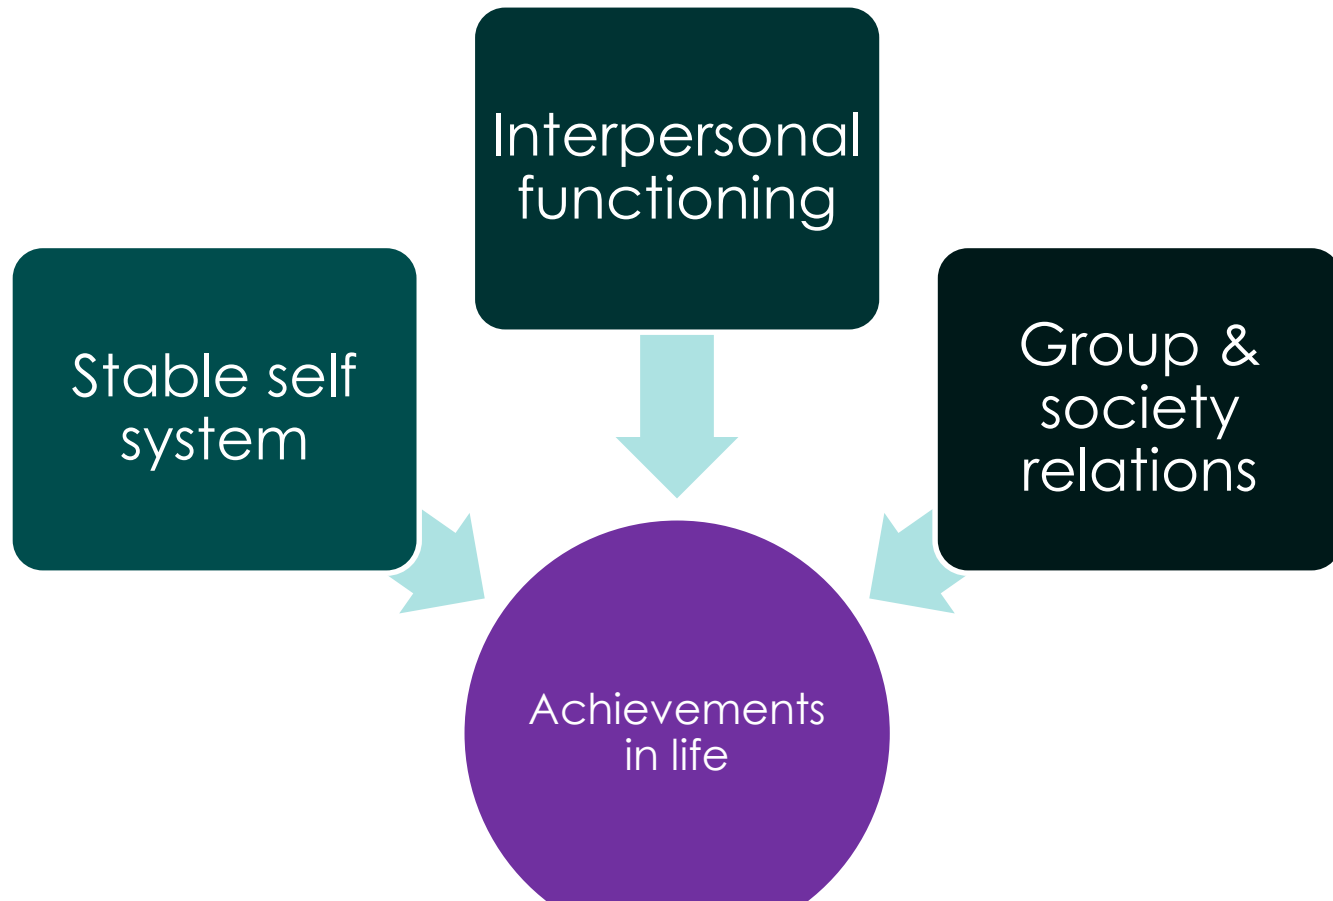 Interpersonal
functioning
Stable self
system
Group &
society
relations
Achievements
in life